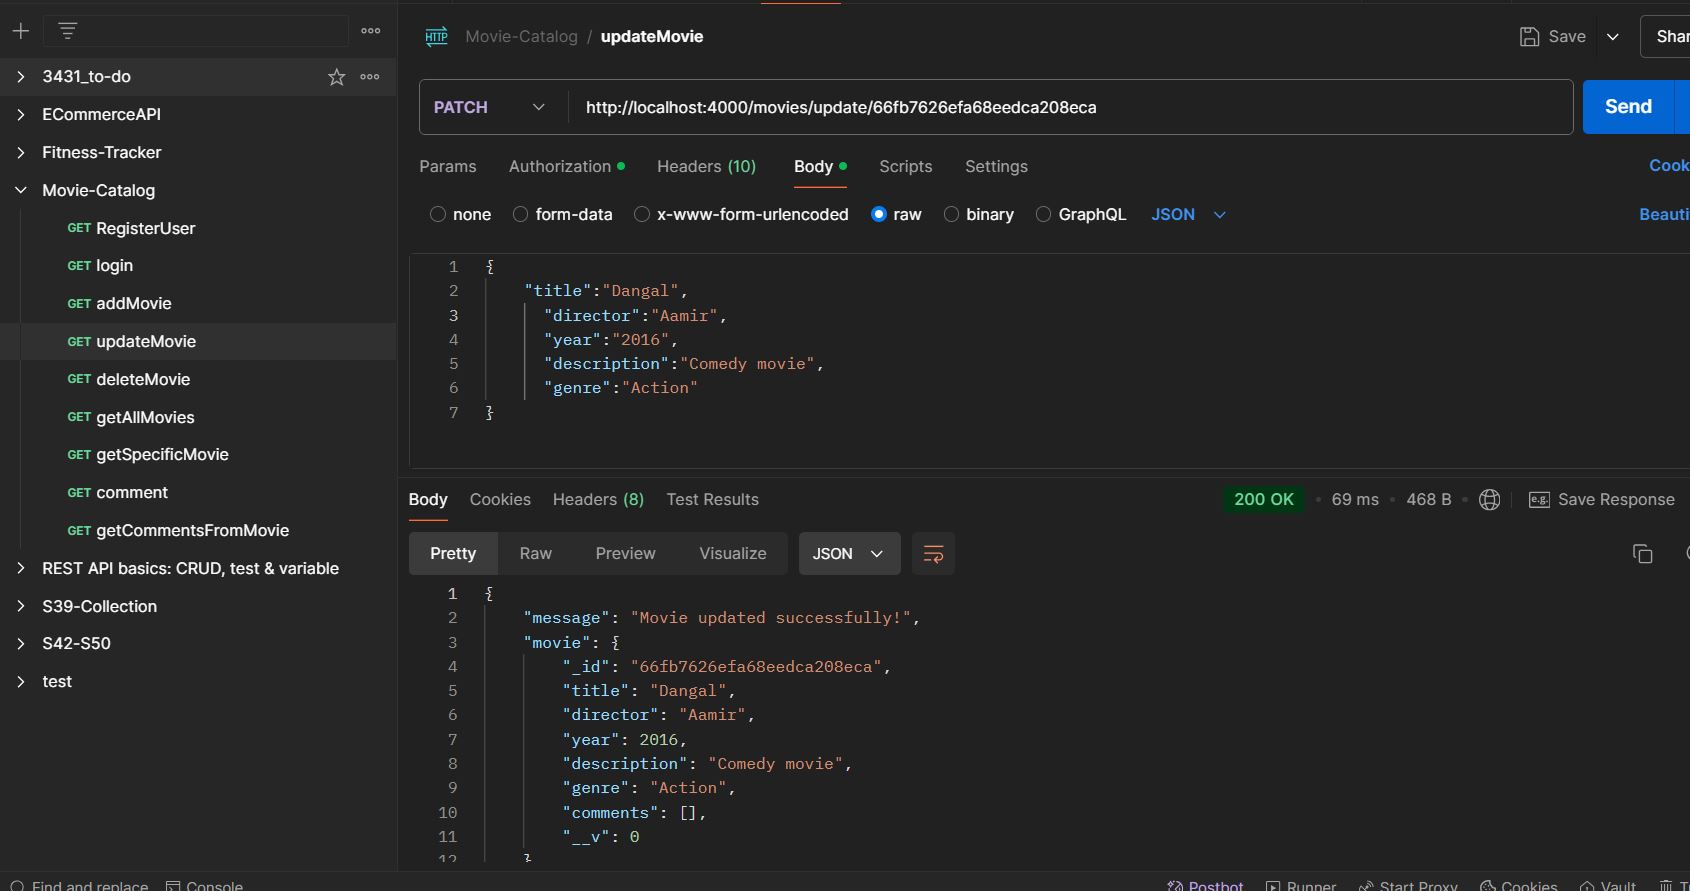 HTTP Movie-Catalog / updateMovie Save
3431_to-do
ECommerceAPI
Fitness-Tracker
Movie-Catalog
GET RegisterUser
GET login
GET addMovie
GET updateMovie
GET deleteMovie
GET getAllMovies
GET getSpecificMovie
GET comment
GET getCommentsFromMovie
REST API basics: CRUD, test & variable
S39-Collection
S42-S50
test
PATCH http://localhost:4000/movies/update/66fb7626efa68eedca208eca Send
Params Authorization Headers (10) Body Scripts Settings
none form-data x-www-form-urlencoded raw binary GraphQL JSON
1 {
2 "title":"Dangal",
3 "director":"Aamir",
4 "year":"2016",
5 "description":"Comedy movie",
6 "genre":"Action"
7 }
Body Cookies Headers (8) Test Results 200 OK • 69 ms • 468 B • e.g. Save Response
Pretty Raw Preview Visualize JSON
1 {
2 "message": "Movie updated successfully!",
3 "movie": {
4 "_id": "66fb7626efa68eedca208eca",
5 "title": "Dangal",
6 "director": "Aamir",
7 "year": 2016,
8 "description": "Comedy movie",
9 "genre": "Action",
10 "comments": [],
11 "__v": 0
12 }
Find and replace Console Postbot Runner Start Proxy Cookies Vault